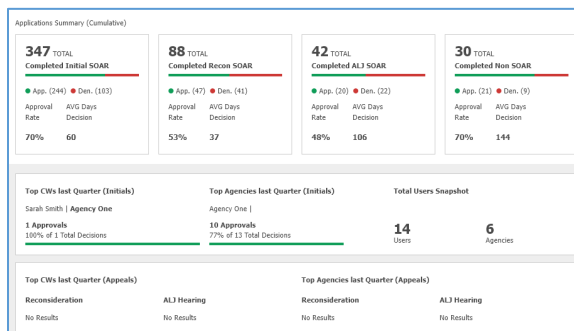 Applications Summary (Cumulative)
347 TOTAL
Completed Initial SOAR
App. (244) Den. (103)
Approval Rate AVG Days Decision
70% 60
88 TOTAL
Completed Recon SOAR
App. (47) Den. (41)
Approval Rate AVG Days Decision
53% 37
42 TOTAL
Completed ALJ SOAR
App. (20) Den. (22)
Approval Rate AVG Days Decision
48% 106
30 TOTAL
Completed Non SOAR
App. (21) Den. (9)
Approval Rate AVG Days Decision
70% 144
Top CWs last Quarter (Initials)
Sarah Smith | Agency One
1 Approvals
100% of 1 Total Decisions
Top Agencies last Quarter (Initials)
Agency One |
10 Approvals
77% of 13 Total Decisions
Total Users Snapshot
14 6
Users Agencies
Top CWs last Quarter (Appeals)
Reconsideration ALJ Hearing
No Results No Results
Top Agencies last Quarter (Appeals)
Reconsideration ALJ Hearing
No Results No Results